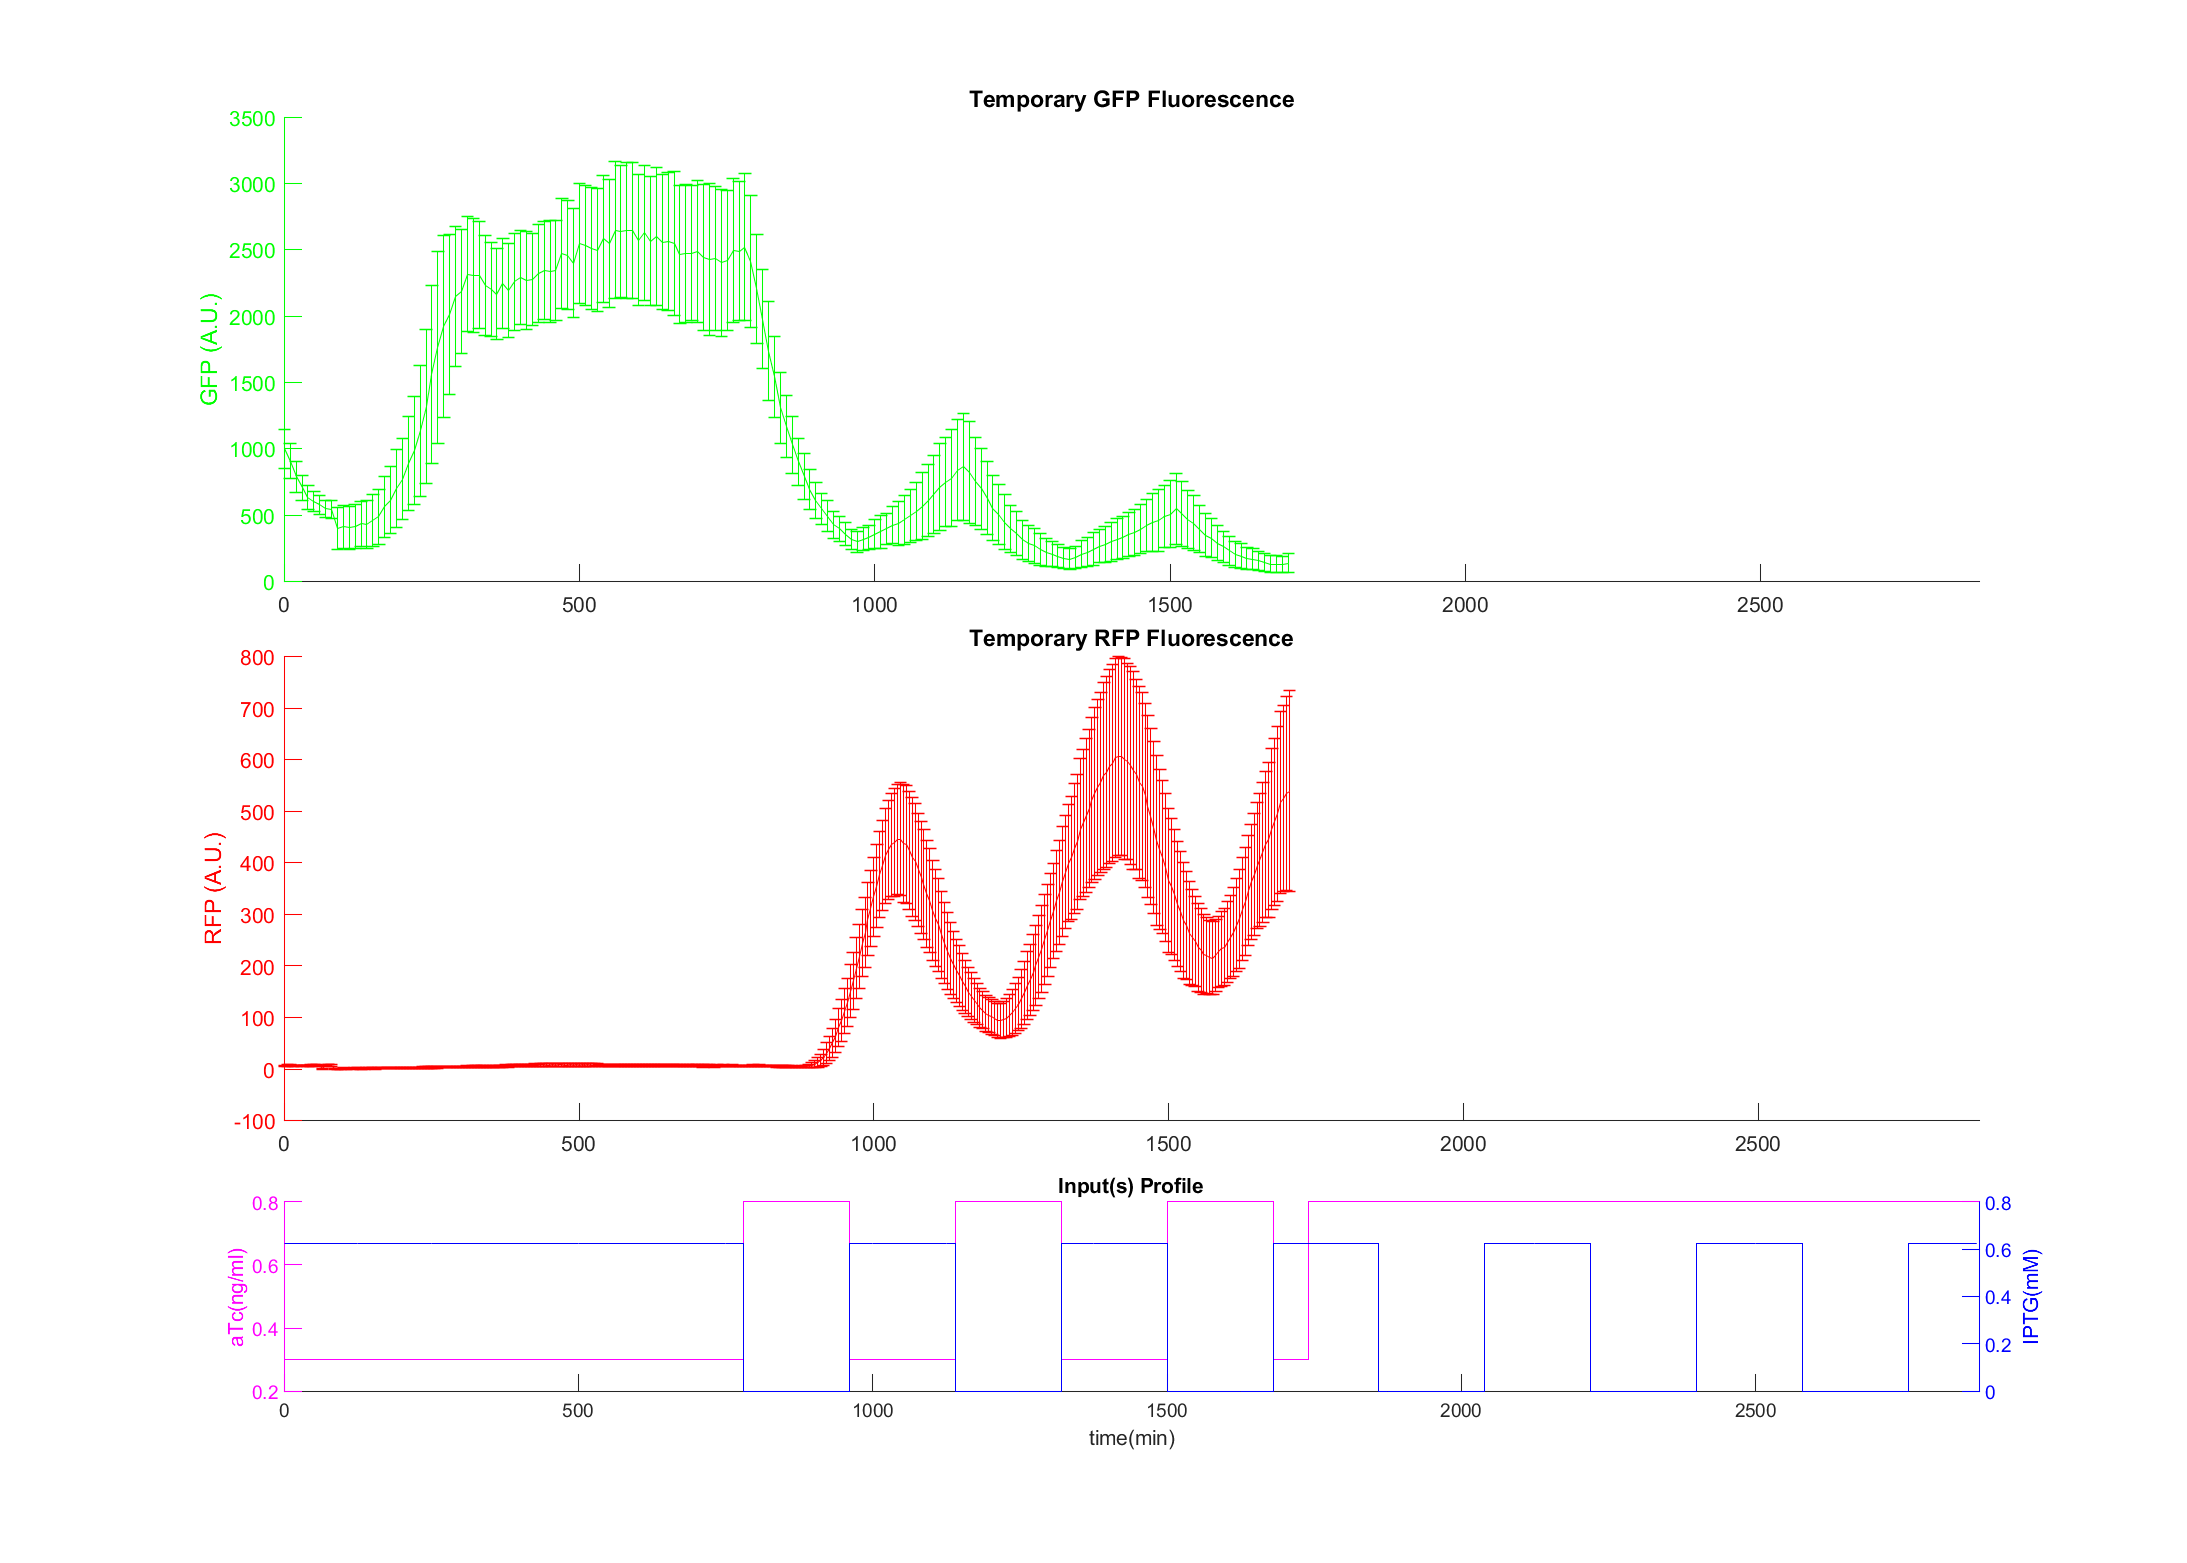 Temporary GFP Fluorescence
GFP (A.U.)
3500
3000
2500
2000
1500
1000
500
0
0 500 1000 1500 2000 2500
Temporary RFP Fluorescence
RFP (A.U.)
800
700
600
500
400
300
200
100
0
-100
0 500 1000 1500 2000 2500
Input(s) Profile
aTc(ng/ml)
0.8
0.6
0.4
0.2
IPTG(mM)
0.8
0.6
0.4
0.2
0
0 500 1000 1500 2000 2500
time(min)